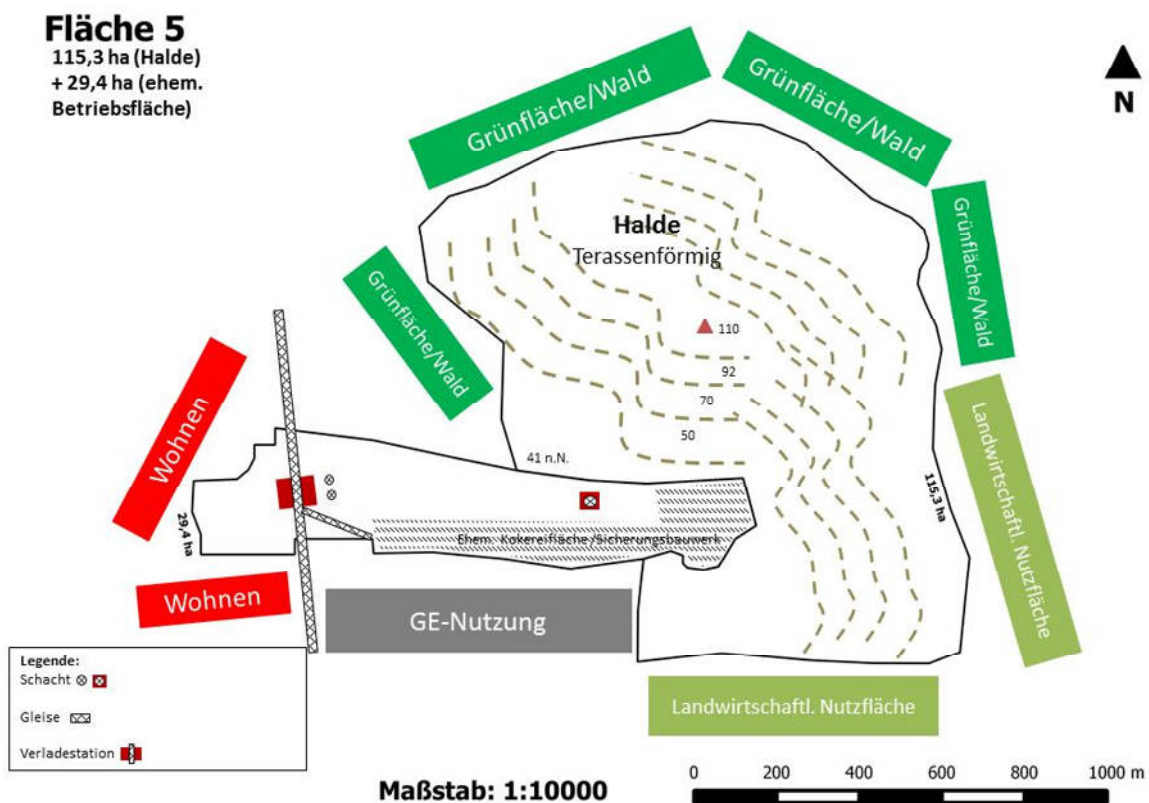 Fläche 5
115,3 ha (Halde)
+ 29,4 ha (ehem.
Betriebsfläche)
Grünfläche/Wald
Grünfläche/Wald
N
Grünfläche/Wald
Halde
Terassenförmig
Grünfläche/Wald
110
92
70
50
41 n.N.
Wohnen
29,4 ha
115,3 ha
Landwirtschaftl. Nutzfläche
Ehem. Kokereifläche/Sicherungsbauwerk
Wohnen
GE-Nutzung
Landwirtschaftl. Nutzfläche
Legende:
Schacht
Gleise
Verladestation
Maßstab: 1:10000
0 200 400 600 800 1000 m